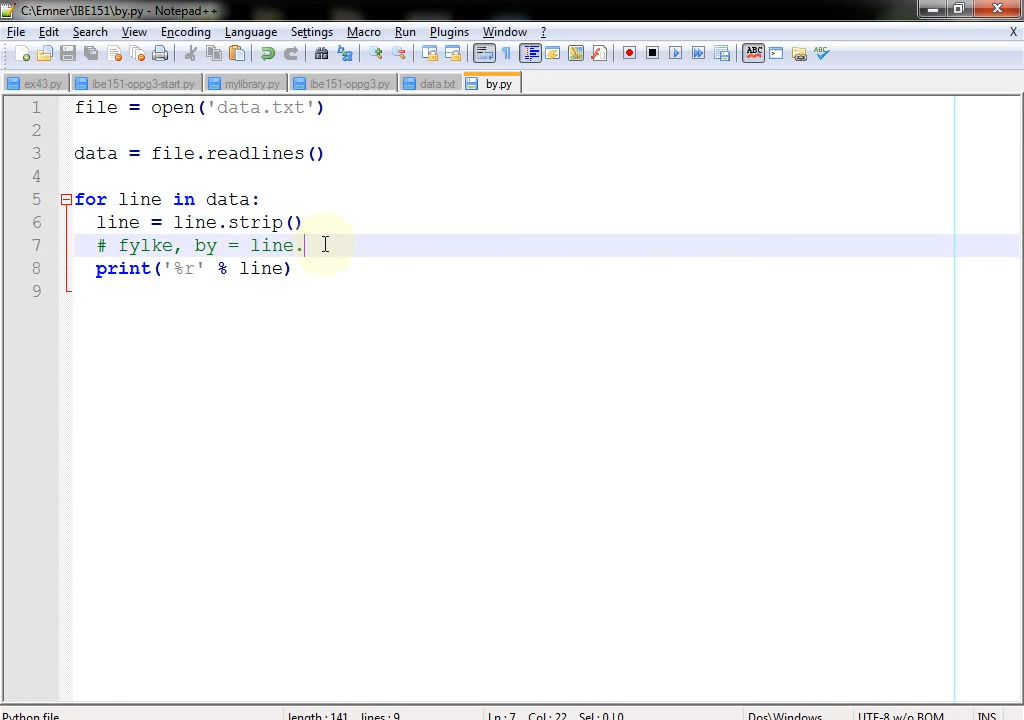 C:\Emner\IBE151\by.py - Notepad++
File Edit Search View Encoding Language Settings Macro Run Plugins Window ? X
ex43.py ibe151-oppg3-start.py mylibrary.py ibe151-oppg3.py data.txt by.py
1 file = open('data.txt')
2
3 data = file.readlines()
4
5 for line in data:
6 line = line.strip()
7 # fylke, by = line.
8 print('%r' % line)
9
Python file length : 141 lines : 9 Ln : 7 Col : 22 Sel : 0 | 0 Dos\Windows UTF-8 w/o BOM INS